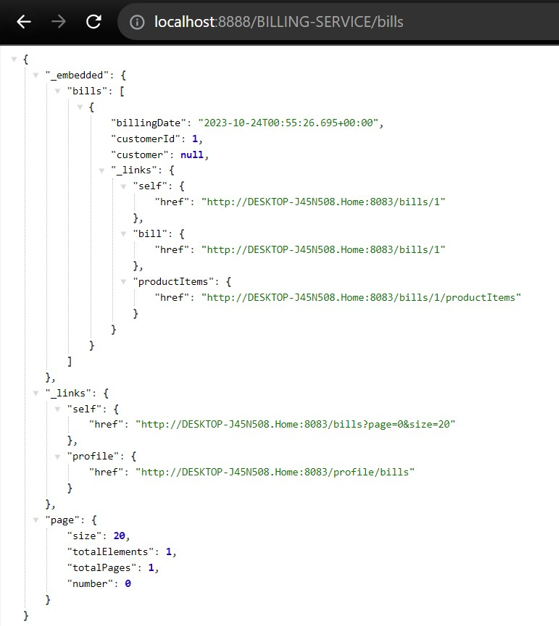 localhost:8888/BILLING-SERVICE/bills
{
"_embedded": {
"bills": [
{
"billingDate": "2023-10-24T00:55:26.695+00:00",
"customerId": 1,
"customer": null,
"_links": {
"self": {
"href": "http://DESKTOP-J45N508.Home:8083/bills/1"
},
"bill": {
"href": "http://DESKTOP-J45N508.Home:8083/bills/1"
},
"productItems": {
"href": "http://DESKTOP-J45N508.Home:8083/bills/1/productItems"
}
}
}
]
},
"_links": {
"self": {
"href": "http://DESKTOP-J45N508.Home:8083/bills?page=0&size=20"
},
"profile": {
"href": "http://DESKTOP-J45N508.Home:8083/profile/bills"
}
},
"page": {
"size": 20,
"totalElements": 1,
"totalPages": 1,
"number": 0
}
}